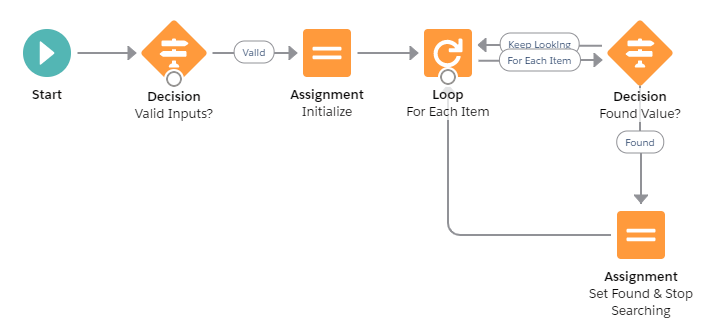 Start
Decision
Valid Inputs?
Valid
Assignment
Initialize
Loop
For Each Item
Keep Looking
For Each Item
Decision
Found Value?
Found
Assignment
Set Found & Stop
Searching